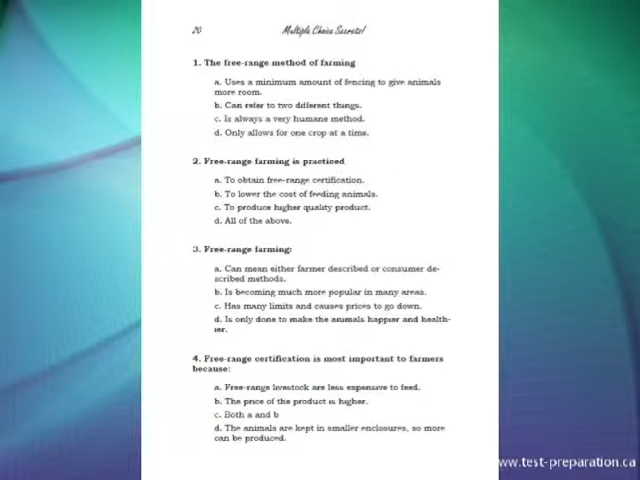 20
Multiple Choice Secrets!
1. The free-range method of farming
a. Uses a minimum amount of fencing to give animals
more room.
b. Can refer to two different things.
c. Is always a very humane method.
d. Only allows for one crop at a time.
2. Free-range farming is practiced
a. To obtain free-range certification.
b. To lower the cost of feeding animals.
c. To produce higher quality product.
d. All of the above.
3. Free-range farming:
a. Can mean either farmer described or consumer de-
scribed methods.
b. Is becoming much more popular in many areas.
c. Has many limits and causes prices to go down.
d. Is only done to make the animals happier and health-
ier.
4. Free-range certification is most important to farmers
because:
a. Free-range livestock are less expensive to feed.
b. The price of the product is higher.
c. Both a and b
d. The animals are kept in smaller enclosures, so more
can be produced.
www.test-preparation.ca